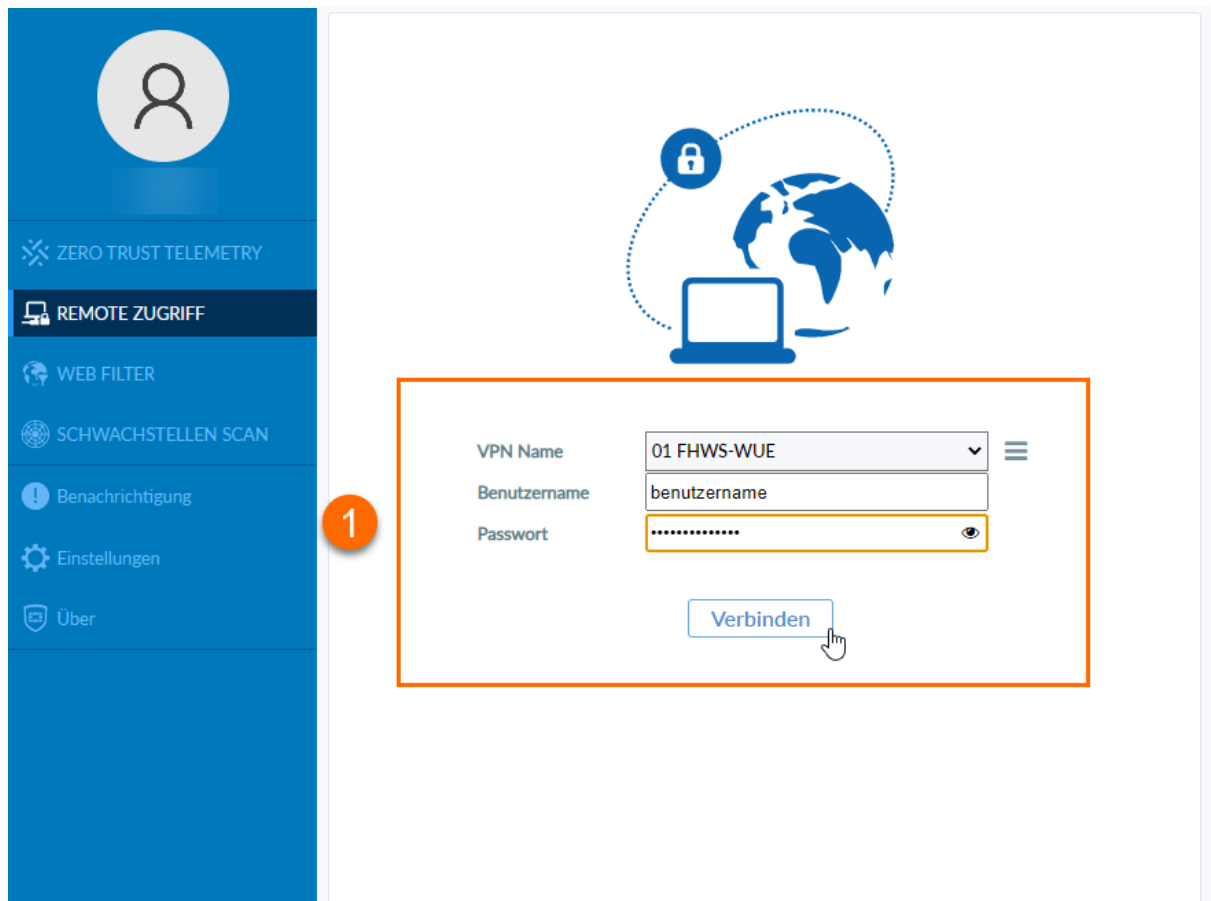 ZERO TRUST TELEMETRY
REMOTE ZUGRIFF
WEB FILTER
SCHWACHSTELLEN SCAN
Benachrichtigung
Einstellungen
Über
1
VPN Name
01 FHWS-WUE
Benutzername
benutzername
Passwort
••••••••••••••
Verbinden